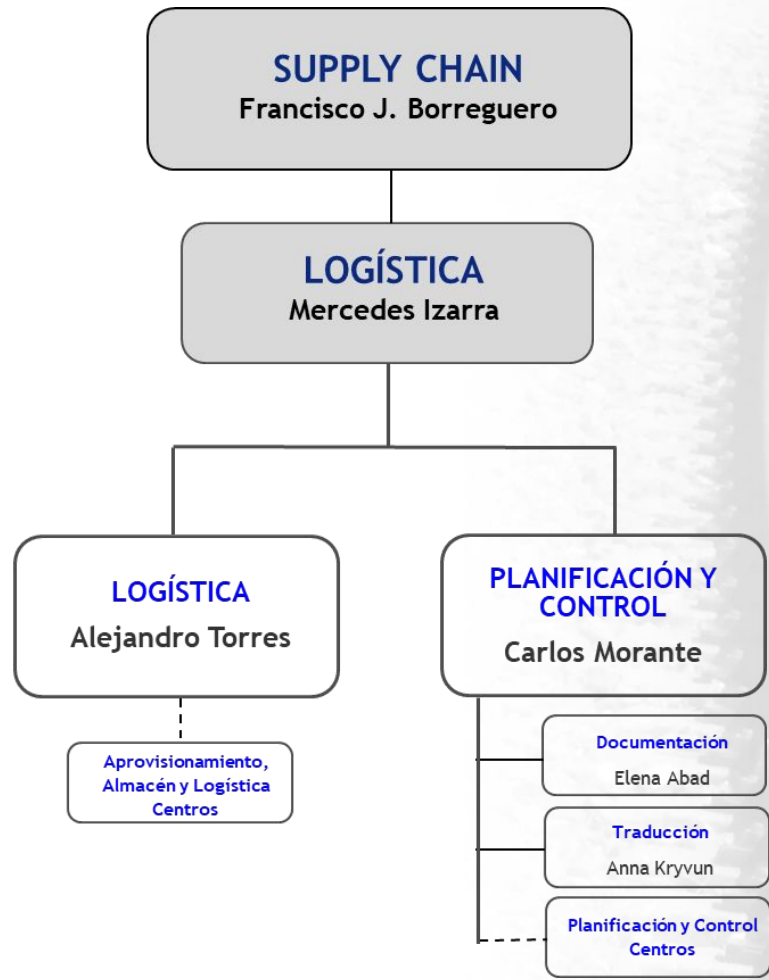 SUPPLY CHAIN
Francisco J. Borreguero
LOGÍSTICA
Mercedes Izarra
LOGÍSTICA
Alejandro Torres
PLANIFICACIÓN Y
CONTROL
Carlos Morante
Aprovisionamiento,
Almacén y Logística
Centros
Documentación
Elena Abad
Traducción
Anna Kryvun
Planificación y Control
Centros